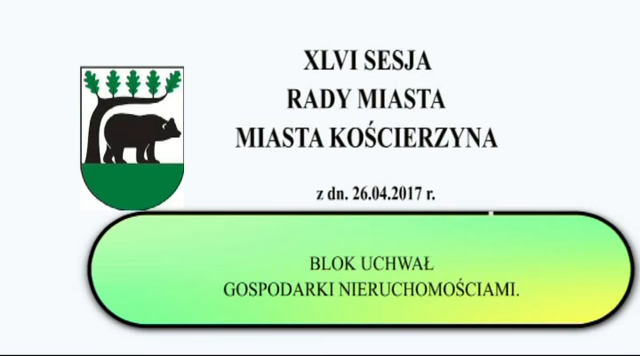 XLVI SESJA
RADY MIASTA
MIASTA KOŚCIERZYNA
z dn. 26.04.2017 r.
BLOK UCHWAŁ
GOSPODARKI NIERUCHOMOŚCIAMI.